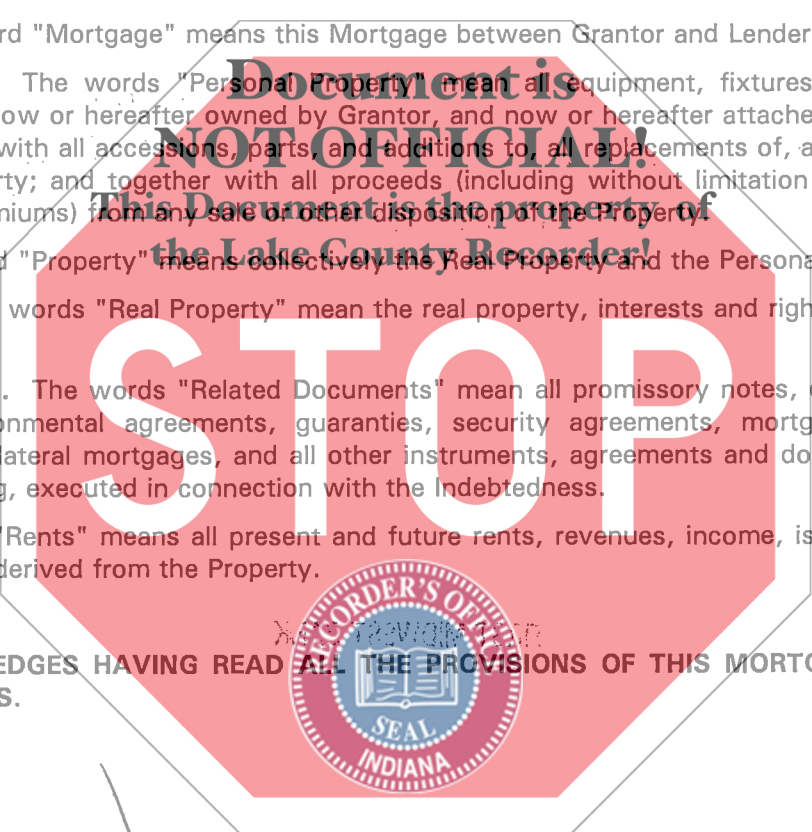 rd "Mortgage" means this Mortgage between Grantor and Lender
The words "Personal Property" mean all equipment, fixtures
Document is
ow or hereafter owned by Grantor, and now or hereafter attache
NOT OFFICIAL!
with all accessions, parts, and additions to, all replacements of, a
rty; and together with all proceeds (including without limitation
This Document is the property of
niums) from any sale or other disposition of the Property.
the Lake County Recorder!
d "Property" means collectively the Real Property and the Persona
words "Real Property" mean the real property, interests and righ
STOP
. The words "Related Documents" mean all promissory notes,
onmental agreements, guaranties, security agreements, mortg
lateral mortgages, and all other instruments, agreements and do
g, executed in connection with the Indebtedness.
"Rents" means all present and future rents, revenues, income, is
derived from the Property.
RECORDER'S OFFICE
EDGES HAVING READ ALL THE PROVISIONS OF THIS MORTG
S.
SEAL
INDIANA